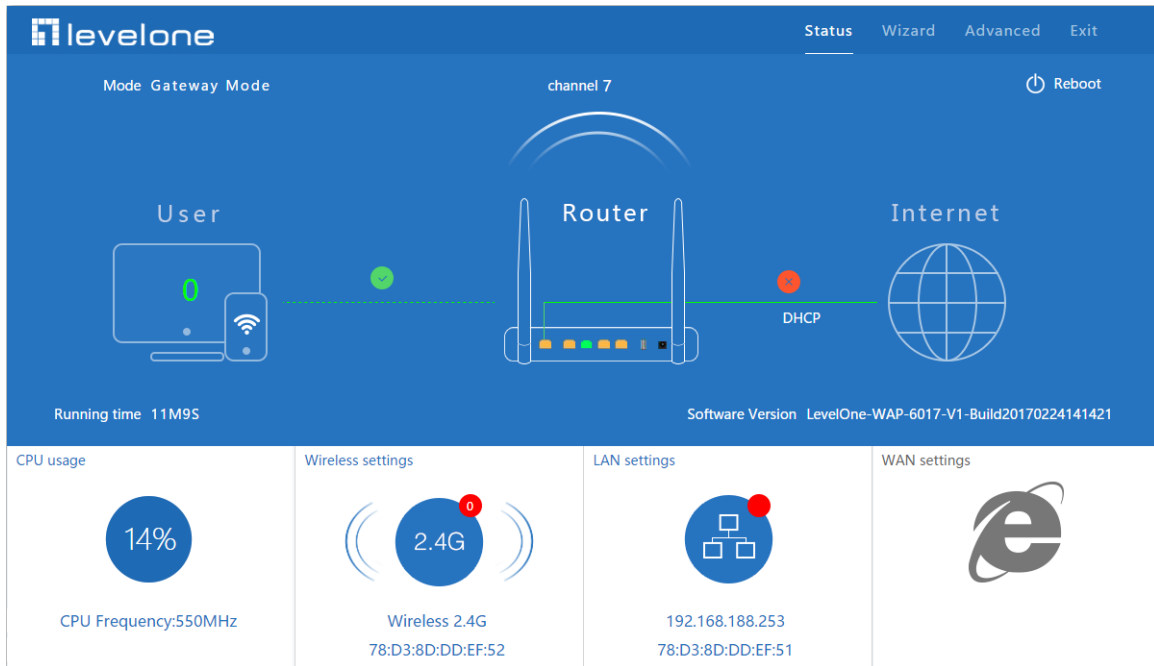 levelone
Status Wizard Advanced Exit
Mode Gateway Mode
channel 7
Reboot
User
Router
Internet
0
DHCP
Running time 11M9S
Software Version LevelOne-WAP-6017-V1-Build20170224141421
CPU usage
14%
CPU Frequency:550MHz
Wireless settings
0
2.4G
Wireless 2.4G
78:D3:8D:DD:EF:52
LAN settings
192.168.188.253
78:D3:8D:DD:EF:51
WAN settings